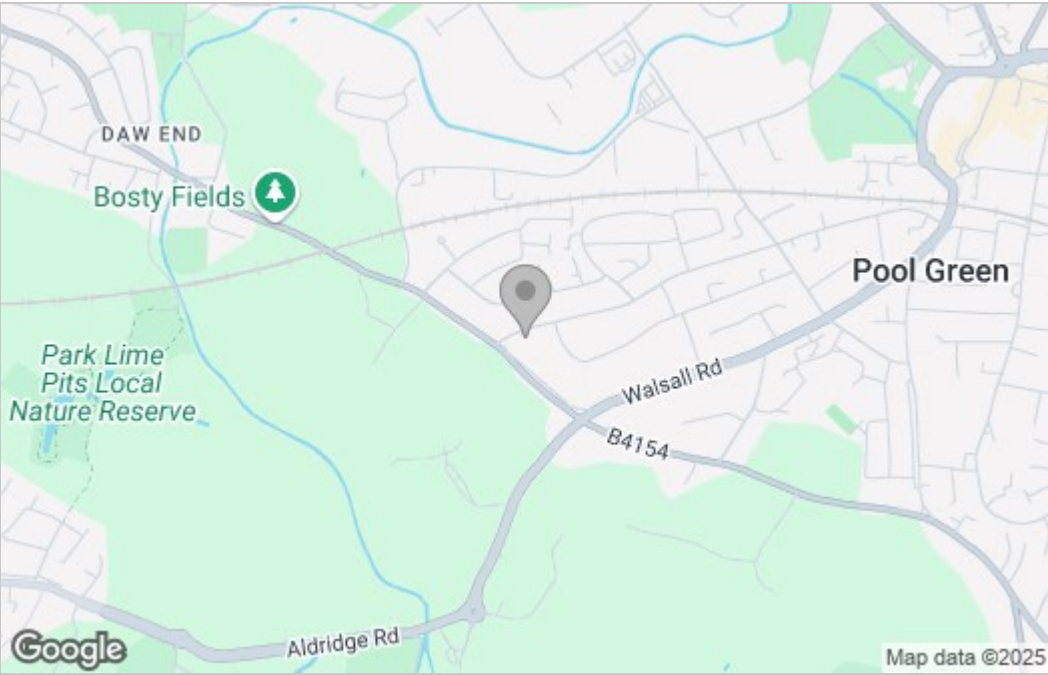 DAW END
Bosty Fields
Pool Green
Park Lime
Pits Local
Nature Reserve
Walsall Rd
B4154
Aldridge Rd
Google
Map data ©2025